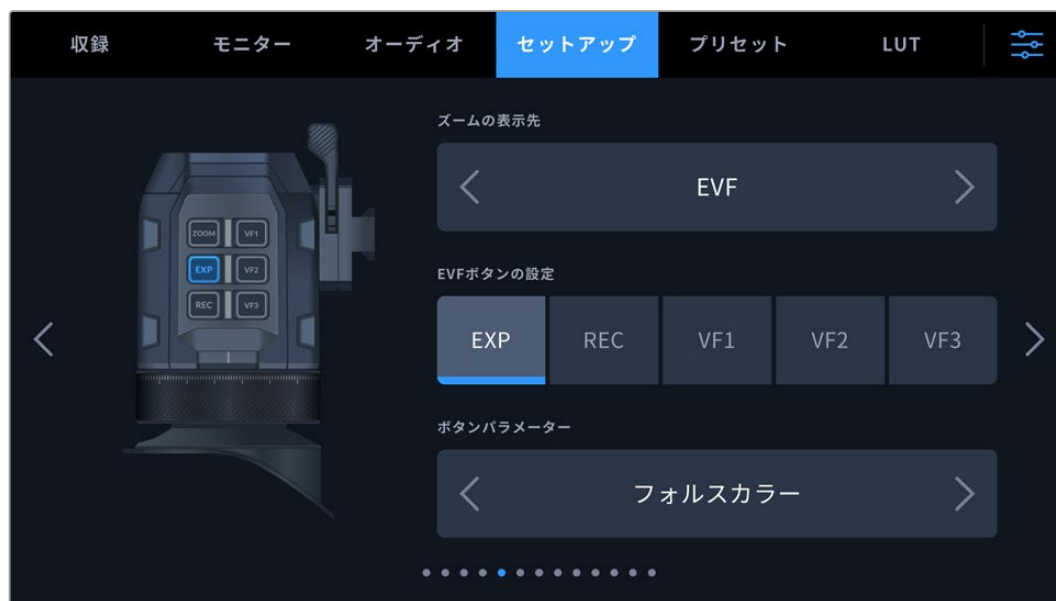 収録 モニター オーディオ セットアップ プリセット LUT
ズームの表示先
EVF
EVFボタンの設定
EXP REC VF1 VF2 VF3
ボタンパラメーター
フォルスカラー
ZOOM VF1
EXP VF2
REC VF3